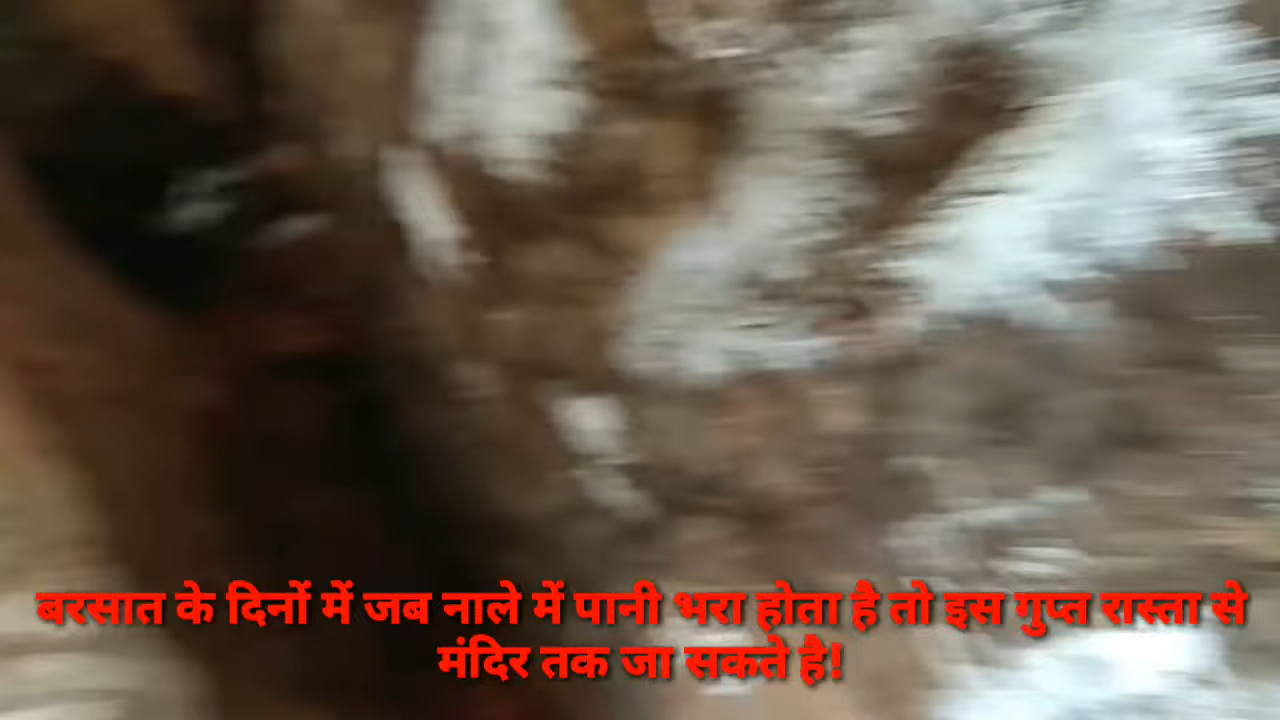 बरसात के दिनों में जब नाले में पानी भरा होता है तो इस गुप्त रास्ता से
मंदिर तक जा सकते है!